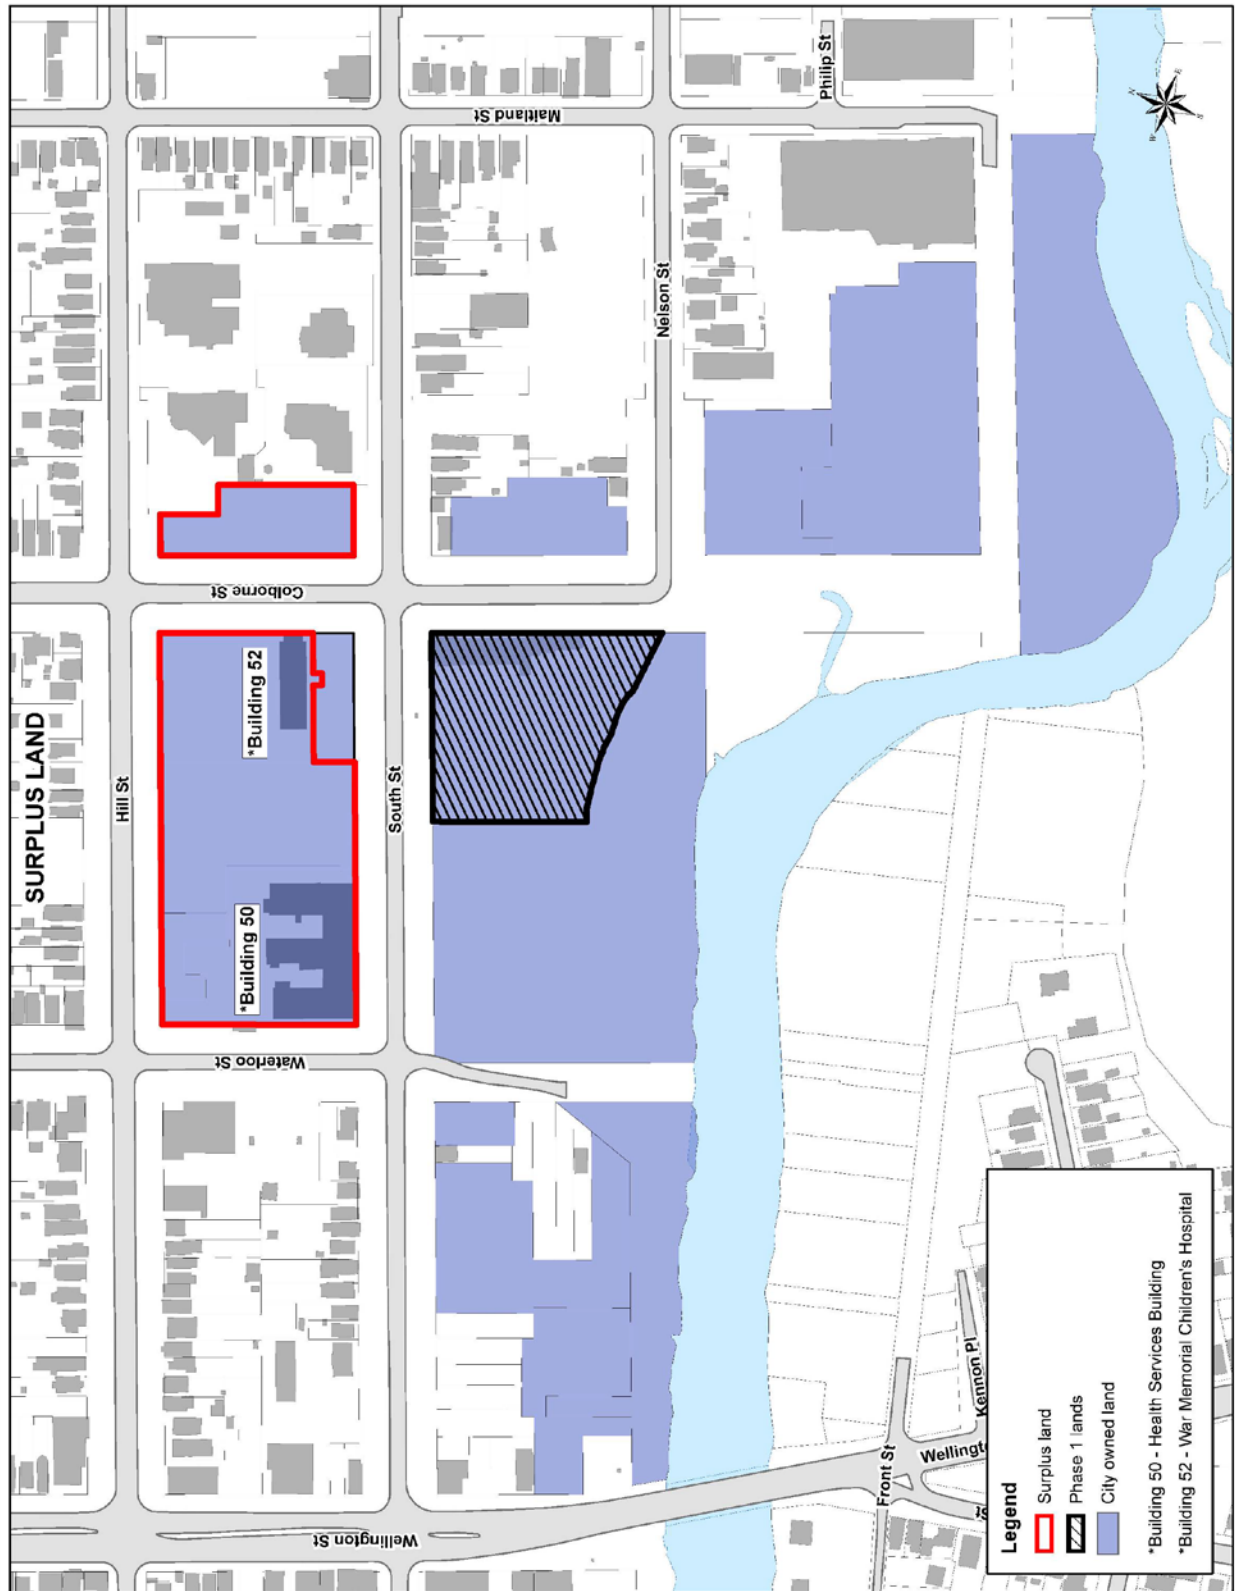 SURPLUS LAND
Hill St
South St
Nelson St
Philip St
Maitland St
Colborne St
Waterloo St
Wellington St
*Building 52
*Building 50
Front St
Kennon Pl
St
N
E
S
W
Legend
Surplus land
Phase 1 lands
City owned land
*Building 50 - Health Services Building
*Building 52 - War Memorial Children's Hospital